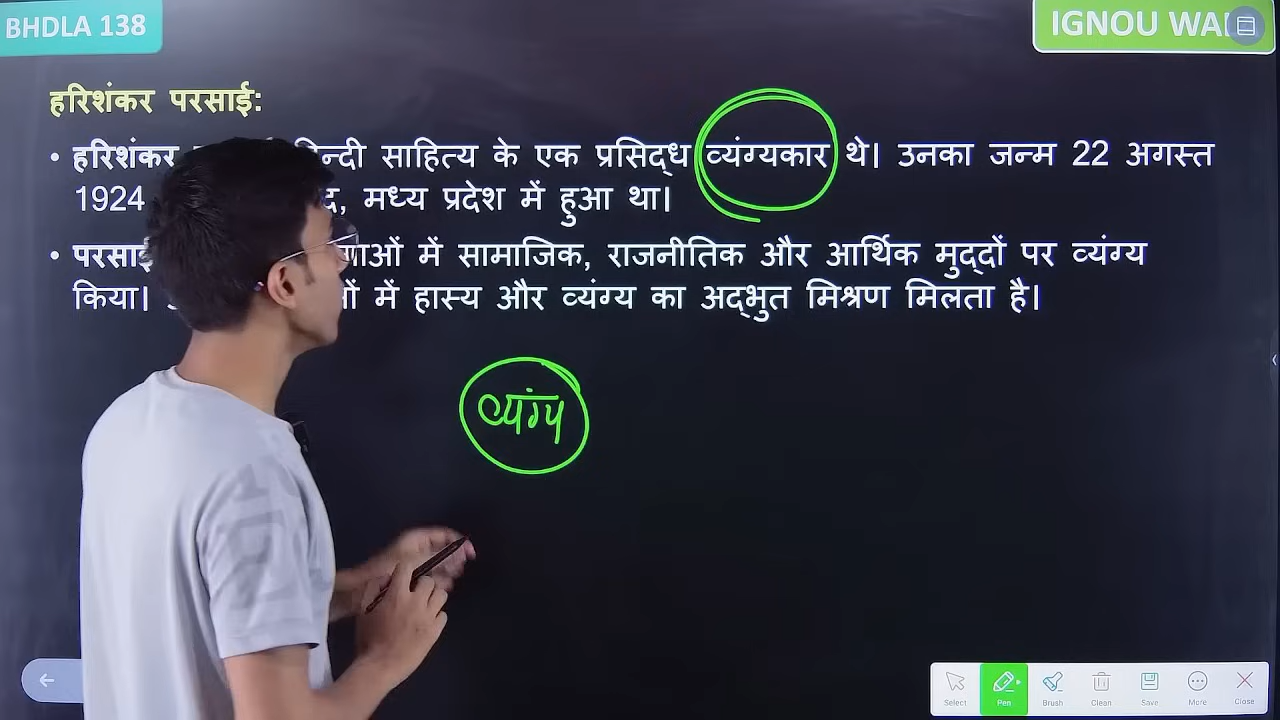 BHDLA 138
IGNOU WA
हरिशंकर परसाई:
• हरिशंकर हिन्दी साहित्य के एक प्रसिद्ध व्यंग्यकार थे। उनका जन्म 22 अगस्त
1924 मध्य प्रदेश में हुआ था।
• में सामाजिक, राजनीतिक और आर्थिक मुद्दों पर व्यंग्य
किया। में हास्य और व्यंग्य का अद्भुत मिश्रण मिलता है।
व्यंग्य
Select Pen Brush Clean Save More Close